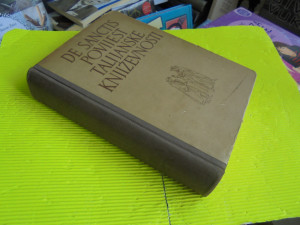 DE SANCTIS
POVIJEST
TALIJANSKE
KNJIŽEVNOSTI